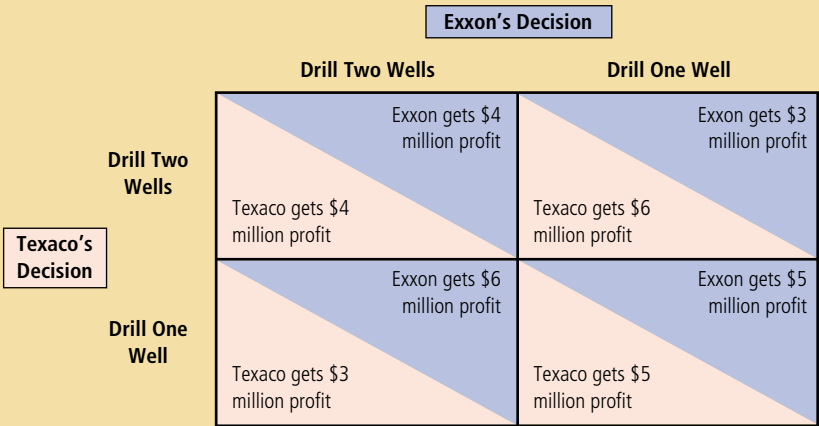 Exxon's Decision
Drill Two Wells
Drill One Well
Drill Two
Wells
Exxon gets $4
million profit
Texaco gets $4
million profit
Exxon gets $3
million profit
Texaco gets $6
million profit
Texaco's
Decision
Drill One
Well
Exxon gets $6
million profit
Texaco gets $3
million profit
Exxon gets $5
million profit
Texaco gets $5
million profit